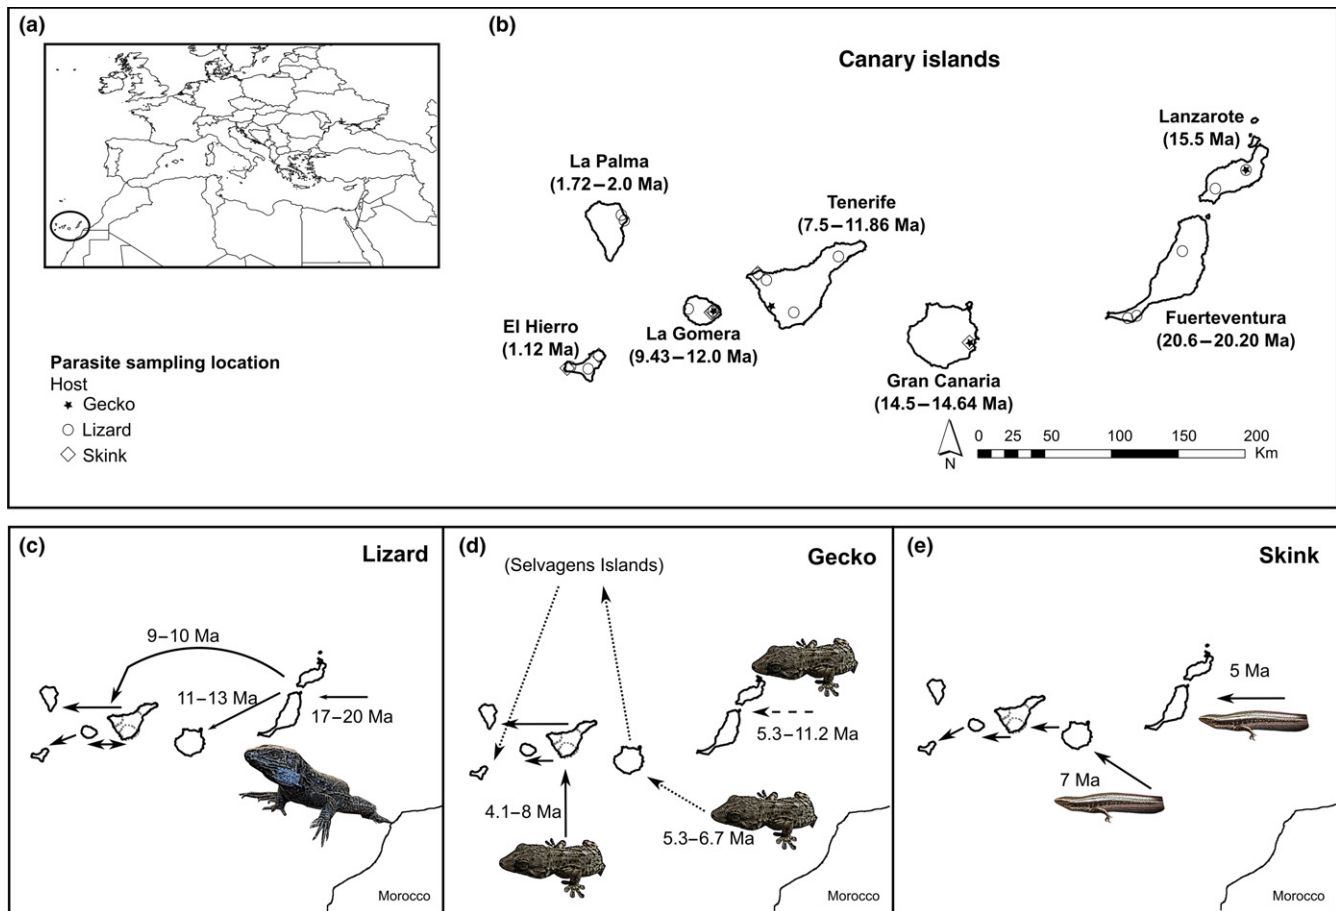 (a)
(b)
Canary islands
Lanzarote
(15.5 Ma)
La Palma
(1.72–2.0 Ma)
Tenerife
(7.5–11.86 Ma)
El Hierro
(1.12 Ma)
La Gomera
(9.43–12.0 Ma)
Fuerteventura
(20.6–20.20 Ma)
Gran Canaria
(14.5–14.64 Ma)
Parasite sampling location
Host
Gecko
Lizard
Skink
N
0 25 50 100 150 200
Km
(c)
Lizard
9–10 Ma
11–13 Ma
17–20 Ma
Morocco
(d)
Gecko
(Selvagens Islands)
5.3–11.2 Ma
4.1–8 Ma
5.3–6.7 Ma
Morocco
(e)
Skink
5 Ma
7 Ma
Morocco